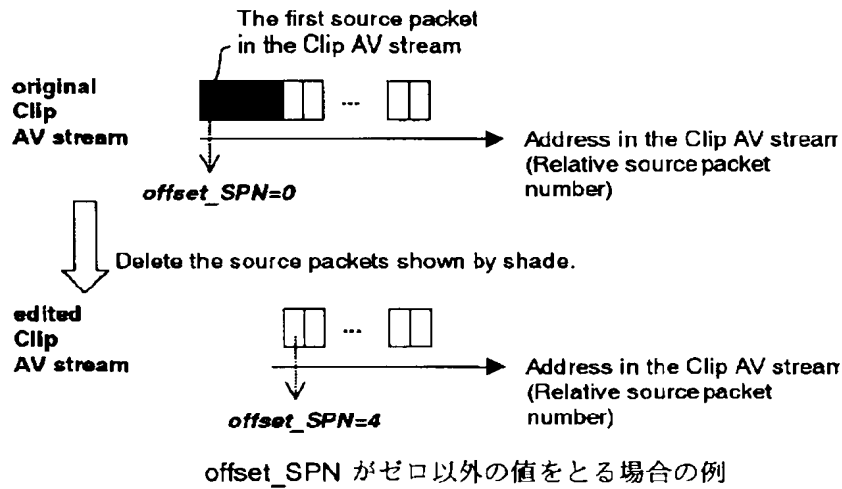 The first source packet
in the Clip AV stream
original
Clip
AV stream
...
Address in the Clip AV stream
(Relative source packet
number)
offset_SPN=0
Delete the source packets shown by shade.
edited
Clip
AV stream
...
Address in the Clip AV stream
(Relative source packet
number)
offset_SPN=4
offset_SPN がゼロ以外の値をとる場合の例